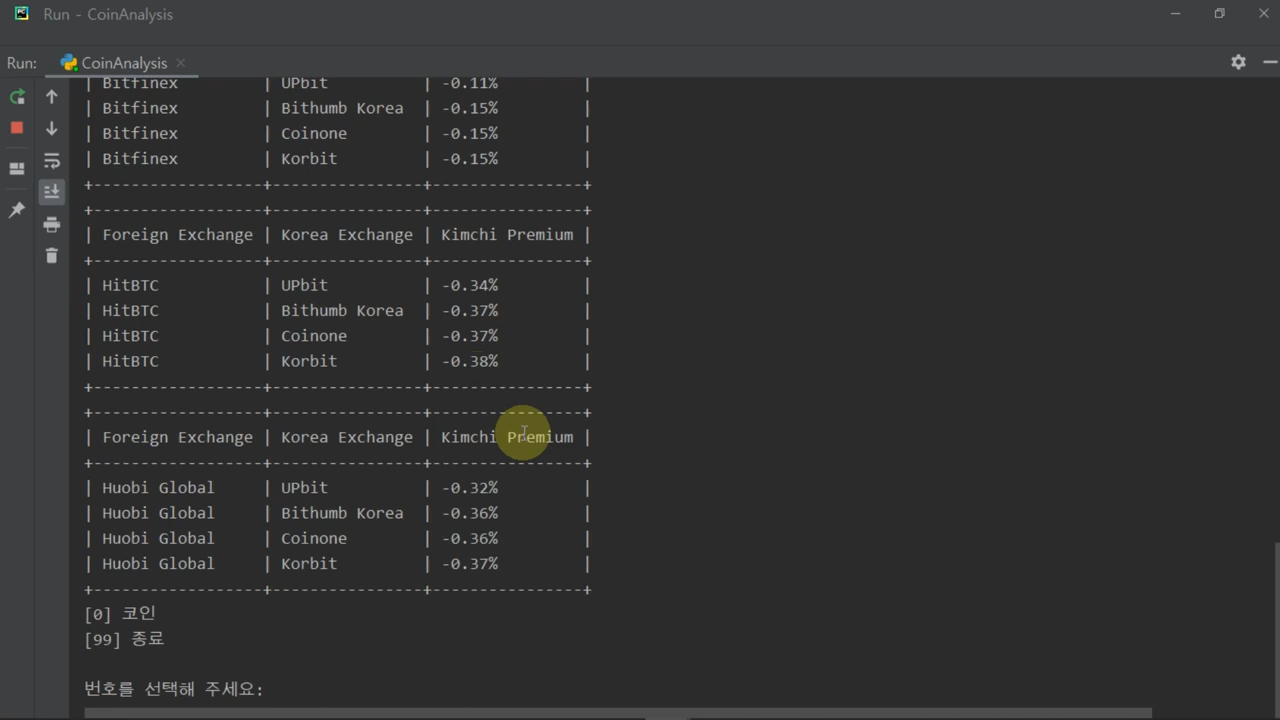 Run - CoinAnalysis
Run: CoinAnalysis
| Bitfinex | UPbit | -0.11% |
| Bitfinex | Bithumb Korea | -0.15% |
| Bitfinex | Coinone | -0.15% |
| Bitfinex | Korbit | -0.15% |
| Foreign Exchange | Korea Exchange | Kimchi Premium |
| HitBTC | UPbit | -0.34% |
| HitBTC | Bithumb Korea | -0.37% |
| HitBTC | Coinone | -0.37% |
| HitBTC | Korbit | -0.38% |
| Foreign Exchange | Korea Exchange | Kimchi Premium |
| Huobi Global | UPbit | -0.32% |
| Huobi Global | Bithumb Korea | -0.36% |
| Huobi Global | Coinone | -0.36% |
| Huobi Global | Korbit | -0.37% |
[0] 코인
[99] 종료
번호를 선택해 주세요: